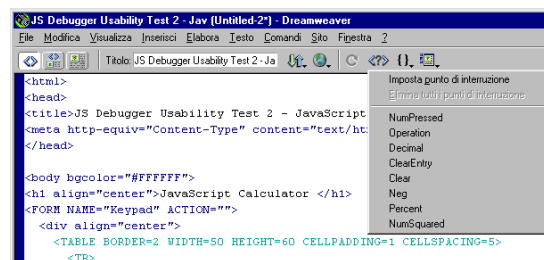 JS Debugger Usability Test 2 - Jav (Untitled-2*) - Dreamweaver
File Modifica Visualizza Inserisci Elabora Testo Comandi Sito Finestra ?
Titolo: JS Debugger Usability Test 2 - Ja
Imposta punto di interruzione
Elimina tutti i punti di interruzione
NumPressed
Operation
Decimal
ClearEntry
Clear
Neg
Percent
NumSquared
<html>
<head>
<title>JS Debugger Usability Test 2 - JavaScript
<meta http-equiv="Content-Type" content="text/ht
</head>
<body bgcolor="#FFFFFF">
<h1 align="center">JavaScript Calculator </h1>
<FORM NAME="Keypad" ACTION="">
<div align="center">
<TABLE BORDER=2 WIDTH=50 HEIGHT=60 CELLPADDING=1 CELLSPACING=5>
<TR>